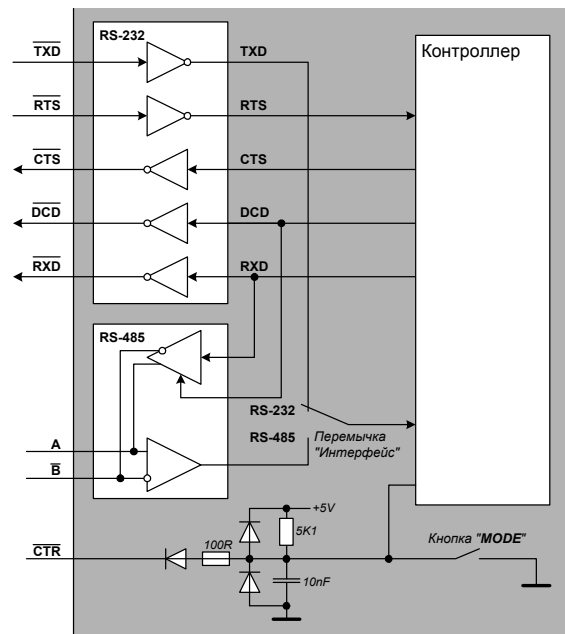 RS-232
TXD
TXD
Контроллер
RTS
RTS
CTS
CTS
DCD
DCD
RXD
RXD
RS-485
RS-232
RS-485
Перемычка
"Интерфейс"
A
B
+5V
5K1
100R
CTR
10nF
Кнопка "MODE"